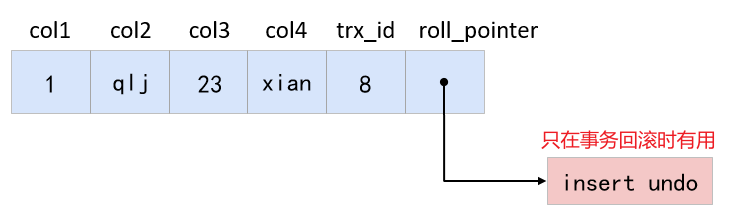 col1 col2 col3 col4 trx_id roll_pointer
1 qlj 23 xian 8
只在事务回滚时有用
insert undo